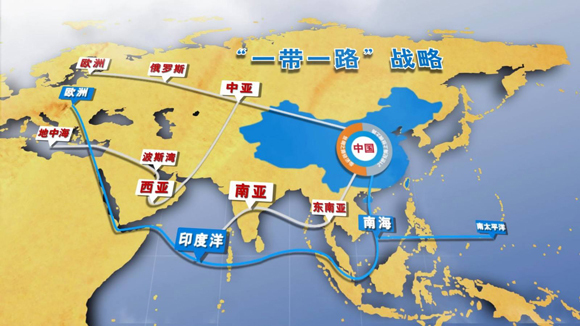 “一带一路”战略
欧洲
俄罗斯
中亚
欧洲
地中海
波斯湾
西亚
中国
南亚
东南亚
南海
南太平洋
印度洋